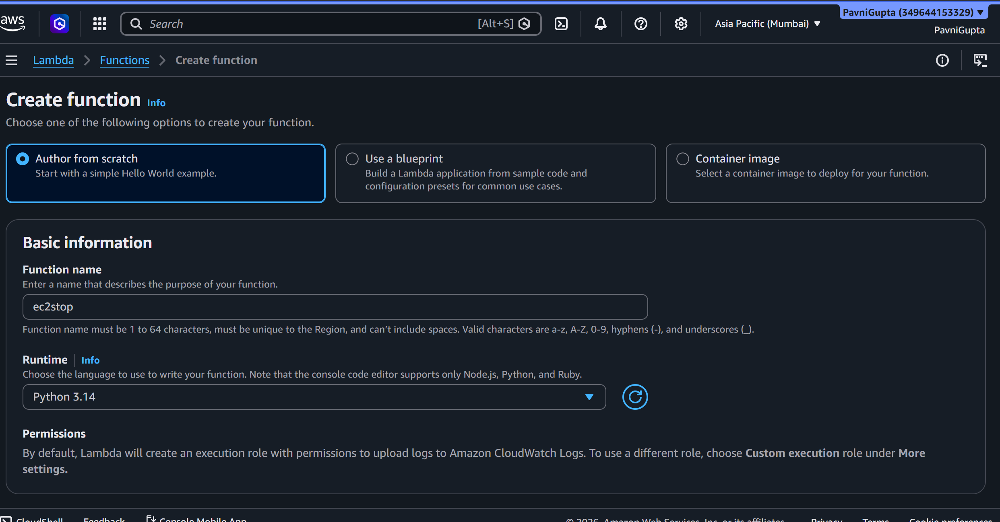 aws
Search
[Alt+S]
Asia Pacific (Mumbai)
PavniGupta (349644153329)
PavniGupta
Lambda
Functions
Create function
Create function Info
Choose one of the following options to create your function.
Author from scratch
Start with a simple Hello World example.
Use a blueprint
Build a Lambda application from sample code and
configuration presets for common use cases.
Container image
Select a container image to deploy for your function.
Basic information
Function name
Enter a name that describes the purpose of your function.
ec2stop
Function name must be 1 to 64 characters, must be unique to the Region, and can’t include spaces. Valid characters are a-z, A-Z, 0-9, hyphens (-), and underscores (_).
Runtime Info
Choose the language to use to write your function. Note that the console code editor supports only Node.js, Python, and Ruby.
Python 3.14
Permissions
By default, Lambda will create an execution role with permissions to upload logs to Amazon CloudWatch Logs. To use a different role, choose Custom execution role under More
settings.
CloudShell
Feedback
Console Mobile App
© 2026, Amazon Web Services, Inc. or its affiliates.
Privacy
Terms
Cookie preferences